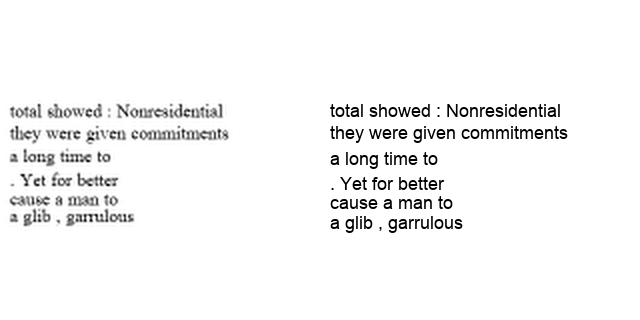 total showed : Nonresidential
they were given commitments
a long time to
. Yet for better
cause a man to
a glib , garrulous
total showed : Nonresidential
they were given commitments
a long time to
. Yet for better
cause a man to
a glib , garrulous